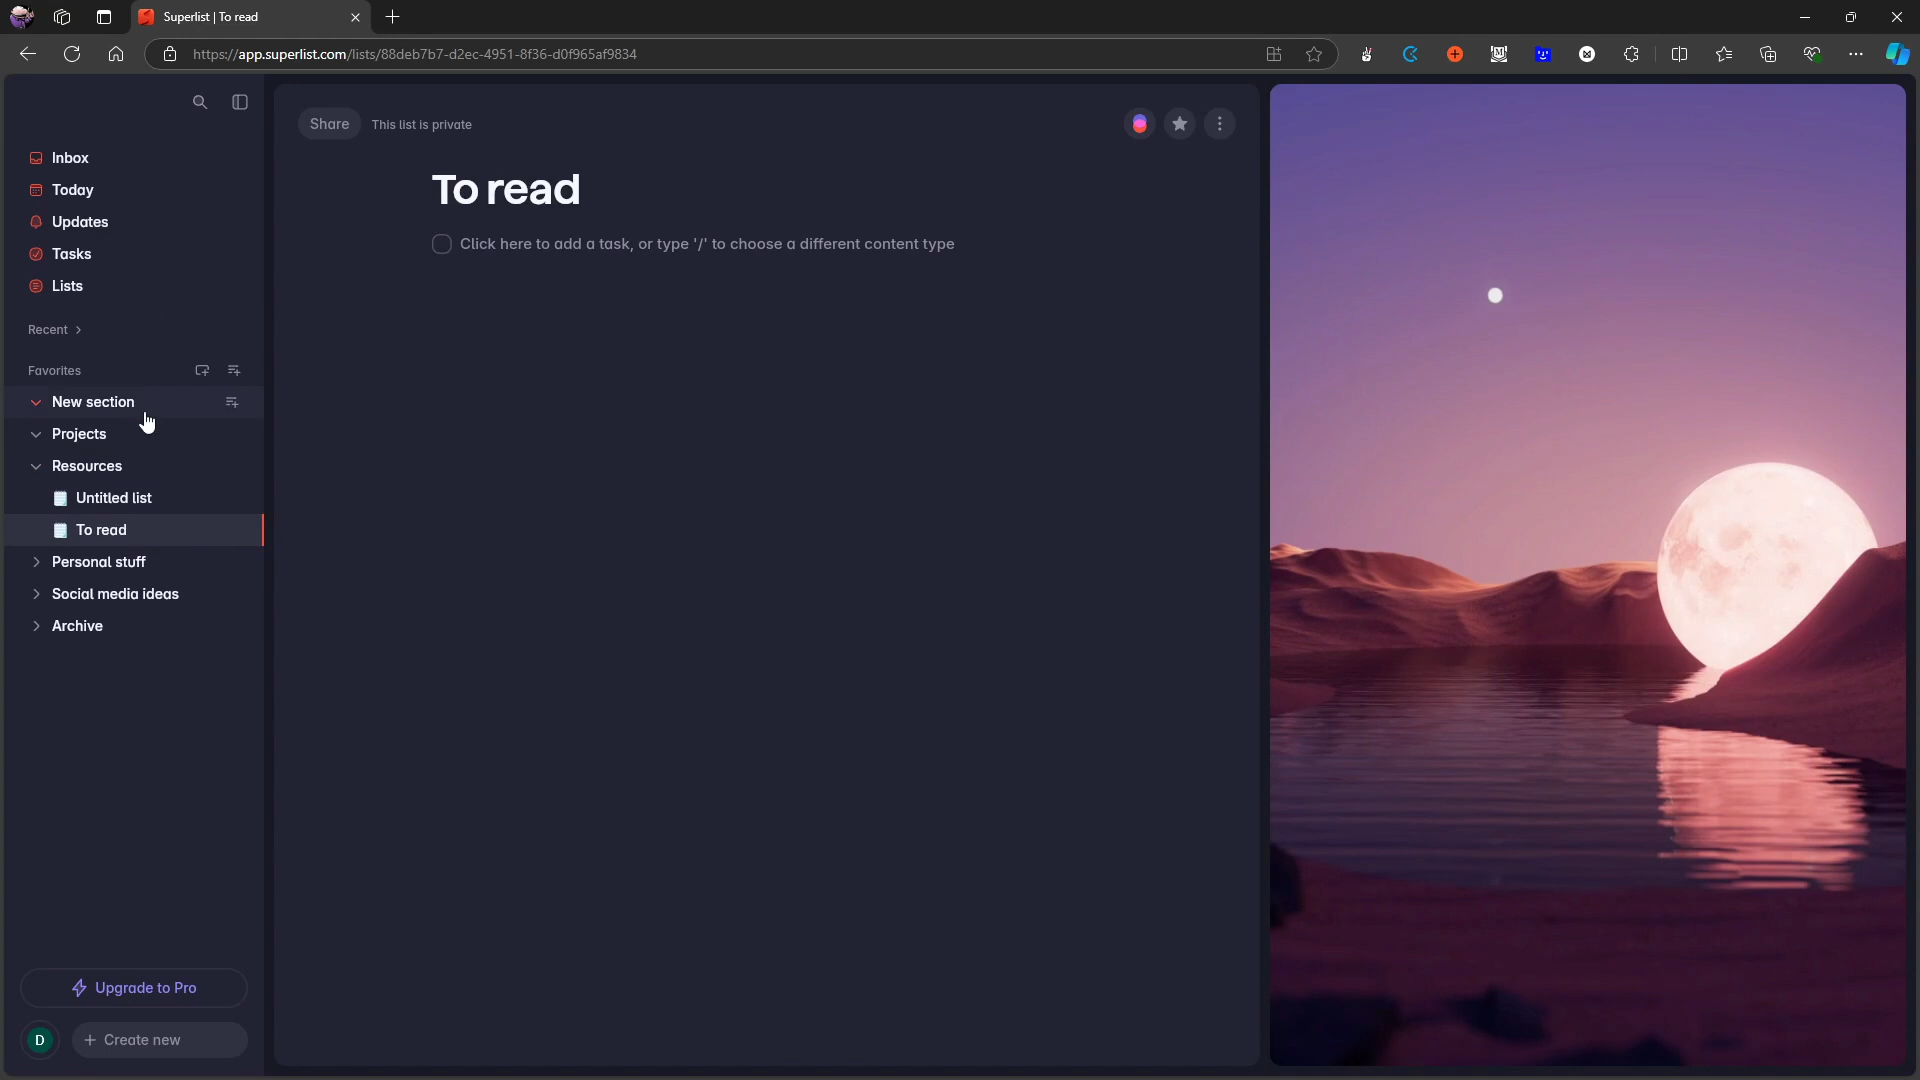 Superlist | To read
https://app.superlist.com/lists/88deb7b7-d2ec-4951-8f36-d0f965af9834
Share
This list is private
Inbox
Today
Updates
Tasks
Lists
Recent
Favorites
New section
Projects
Resources
Untitled list
To read
Personal stuff
Social media ideas
Archive
Upgrade to Pro
D
+ Create new
To read
Click here to add a task, or type '/' to choose a different content type